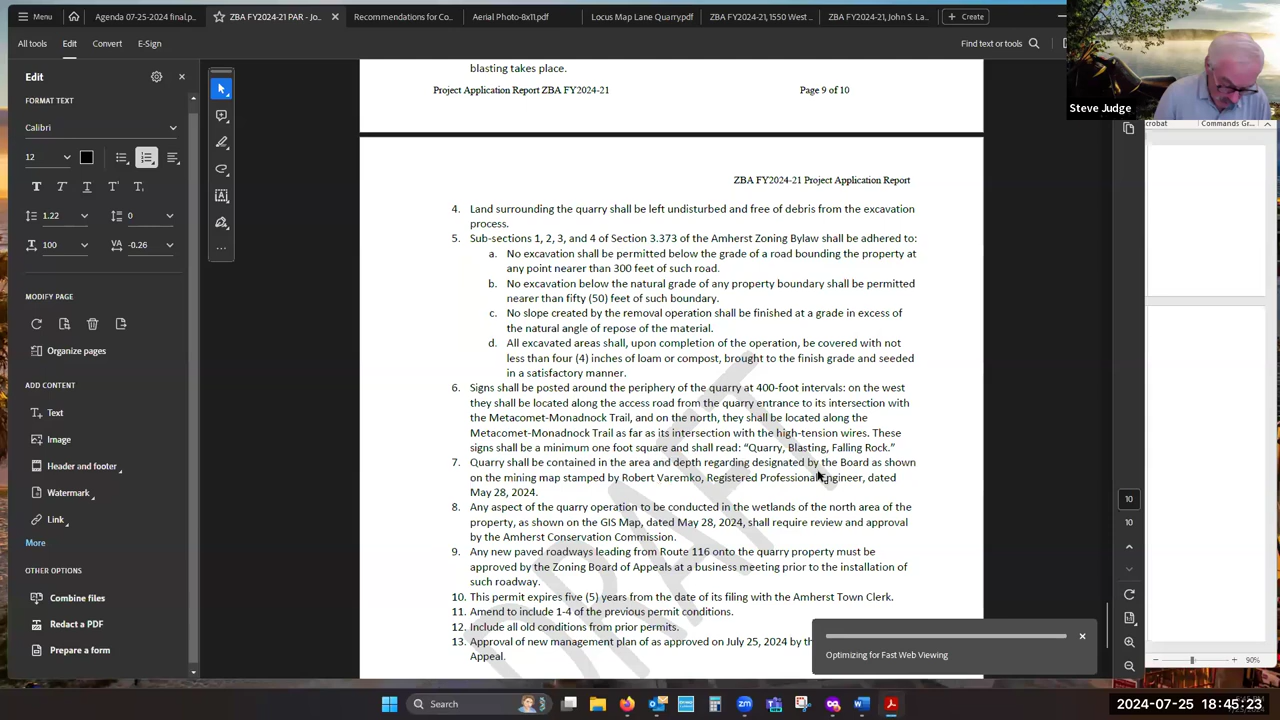 Menu
Agenda 07-25-2024 finalp...
ZBA FY2024-21 PAR - Jo...
Recommendations for Co...
Aerial Photo-8x11.pdf
Locus Map Lane Quarry.pdf
ZBA FY2024-21, 1550 West ...
ZBA FY2024-21, John S. La...
Create
All tools
Edit
Convert
E-Sign
Find text or tools
Steve Judge
crobat
Commands Gr...
Edit
FORMAT TEXT
Calibri
12
1.22
0
100
-0.26
MODIFY PAGE
Organize pages
ADD CONTENT
Text
Image
Header and footer
Watermark
Link
More
OTHER OPTIONS
Combine files
Redact a PDF
Prepare a form
blasting takes place.
Project Application Report ZBA FY2024-21 Page 9 of 10
ZBA FY2024-21 Project Application Report
4. Land surrounding the quarry shall be left undisturbed and free of debris from the excavation
process.
5. Sub-sections 1, 2, 3, and 4 of Section 3.373 of the Amherst Zoning Bylaw shall be adhered to:
a. No excavation shall be permitted below the grade of a road bounding the property at
any point nearer than 300 feet of such road.
b. No excavation below the natural grade of any property boundary shall be permitted
nearer than fifty (50) feet of such boundary.
c. No slope created by the removal operation shall be finished at a grade in excess of
the natural angle of repose of the material.
d. All excavated areas shall, upon completion of the operation, be covered with not
less than four (4) inches of loam or compost, brought to the finish grade and seeded
in a satisfactory manner.
6. Signs shall be posted around the periphery of the quarry at 400-foot intervals: on the west
they shall be located along the access road from the quarry entrance to its intersection with
the Metacomet-Monadnock Trail, and on the north, they shall be located along the
Metacomet-Monadnock Trail as far as its intersection with the high-tension wires. These
signs shall be a minimum one foot square and shall read: “Quarry, Blasting, Falling Rock.”
7. Quarry shall be contained in the area and depth regarding designated by the Board as shown
on the mining map stamped by Robert Varemko, Registered Professional Engineer, dated
May 28, 2024.
8. Any aspect of the quarry operation to be conducted in the wetlands of the north area of the
property, as shown on the GIS Map, dated May 28, 2024, shall require review and approval
by the Amherst Conservation Commission.
9. Any new paved roadways leading from Route 116 onto the quarry property must be
approved by the Zoning Board of Appeals at a business meeting prior to the installation of
such roadway.
10. This permit expires five (5) years from the date of its filing with the Amherst Town Clerk.
11. Amend to include 1-4 of the previous permit conditions.
12. Include all old conditions from prior permits.
13. Approval of new management plan of as approved on July 25, 2024 by th
Appeal.
DRAFT
10
10
Optimizing for Fast Web Viewing
90%
Search
2024-07-25 18:45:23